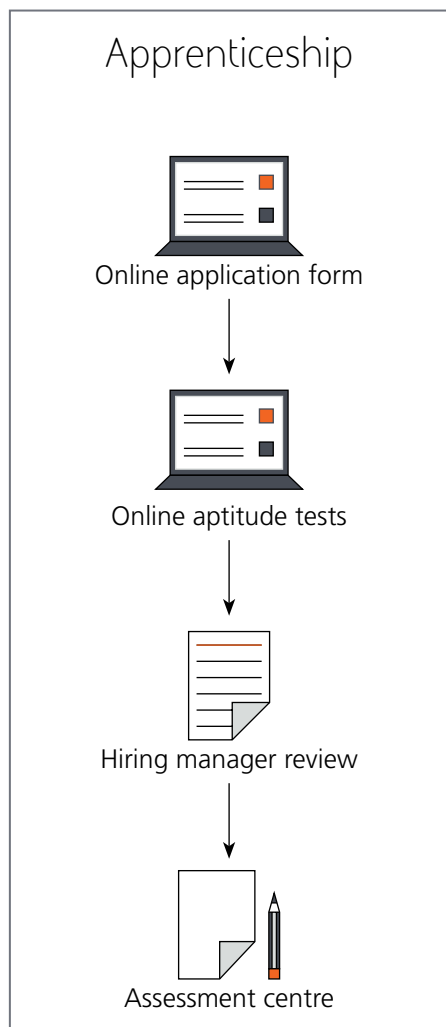 Apprenticeship
Online application form
Online aptitude tests
Hiring manager review
Assessment centre